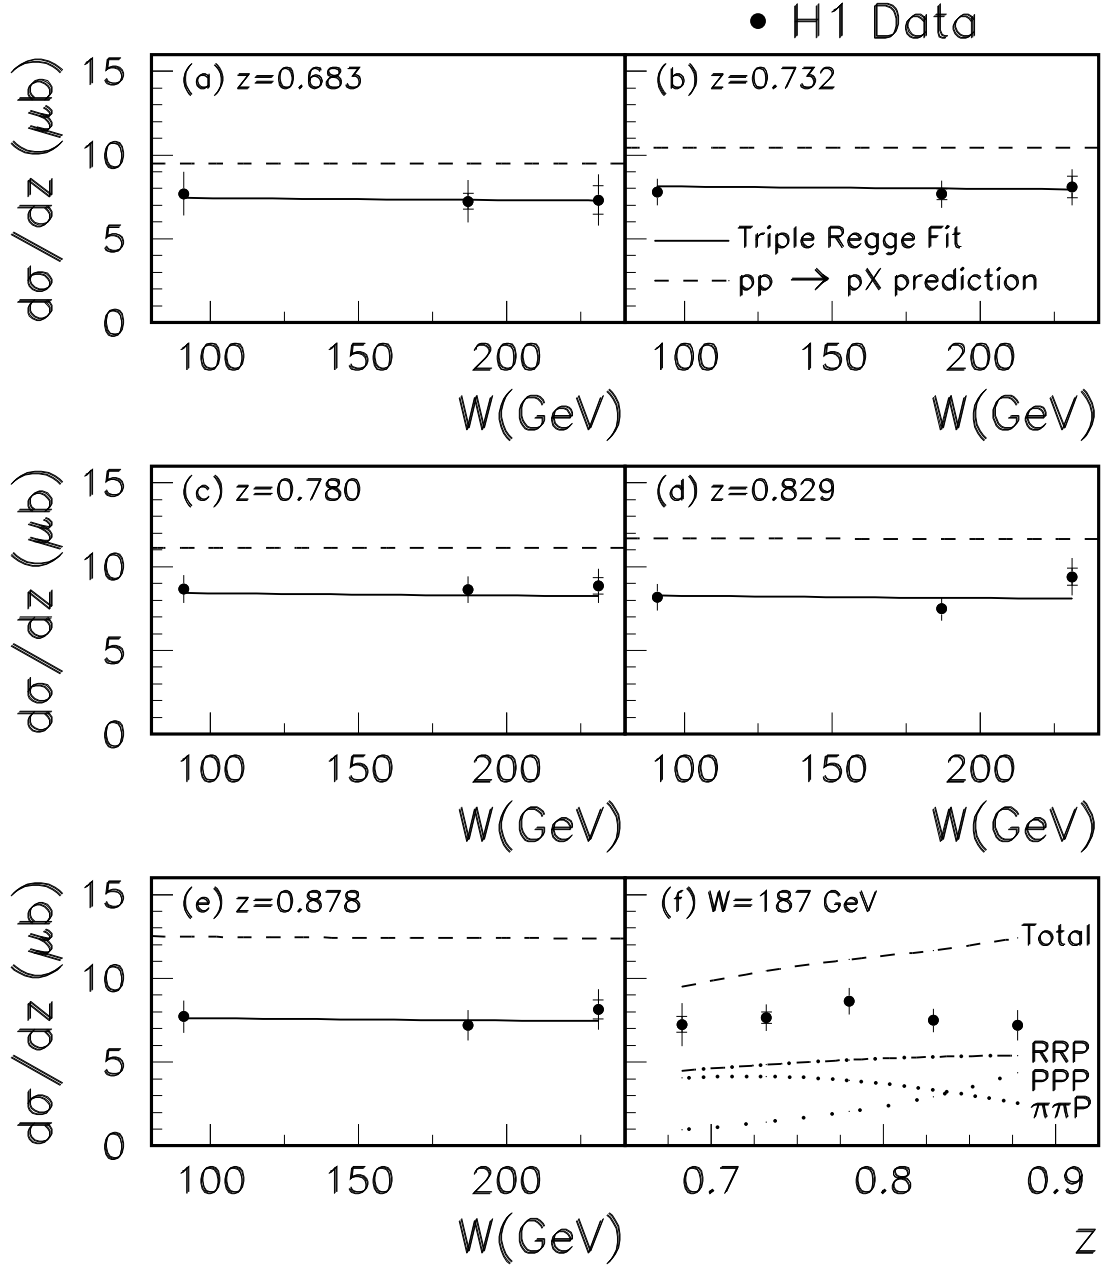 H1 Data
dσ/dz (μb)
15
10
5
0
(a) z=0.683
100 150 200
W(GeV)
(b) z=0.732
Triple Regge Fit
pp → pX prediction
100 150 200
W(GeV)
dσ/dz (μb)
15
10
5
0
(c) z=0.780
100 150 200
W(GeV)
(d) z=0.829
100 150 200
W(GeV)
dσ/dz (μb)
15
10
5
0
(e) z=0.878
100 150 200
W(GeV)
(f) W=187 GeV
Total
RRP
PPP
ππP
0.7 0.8 0.9
z